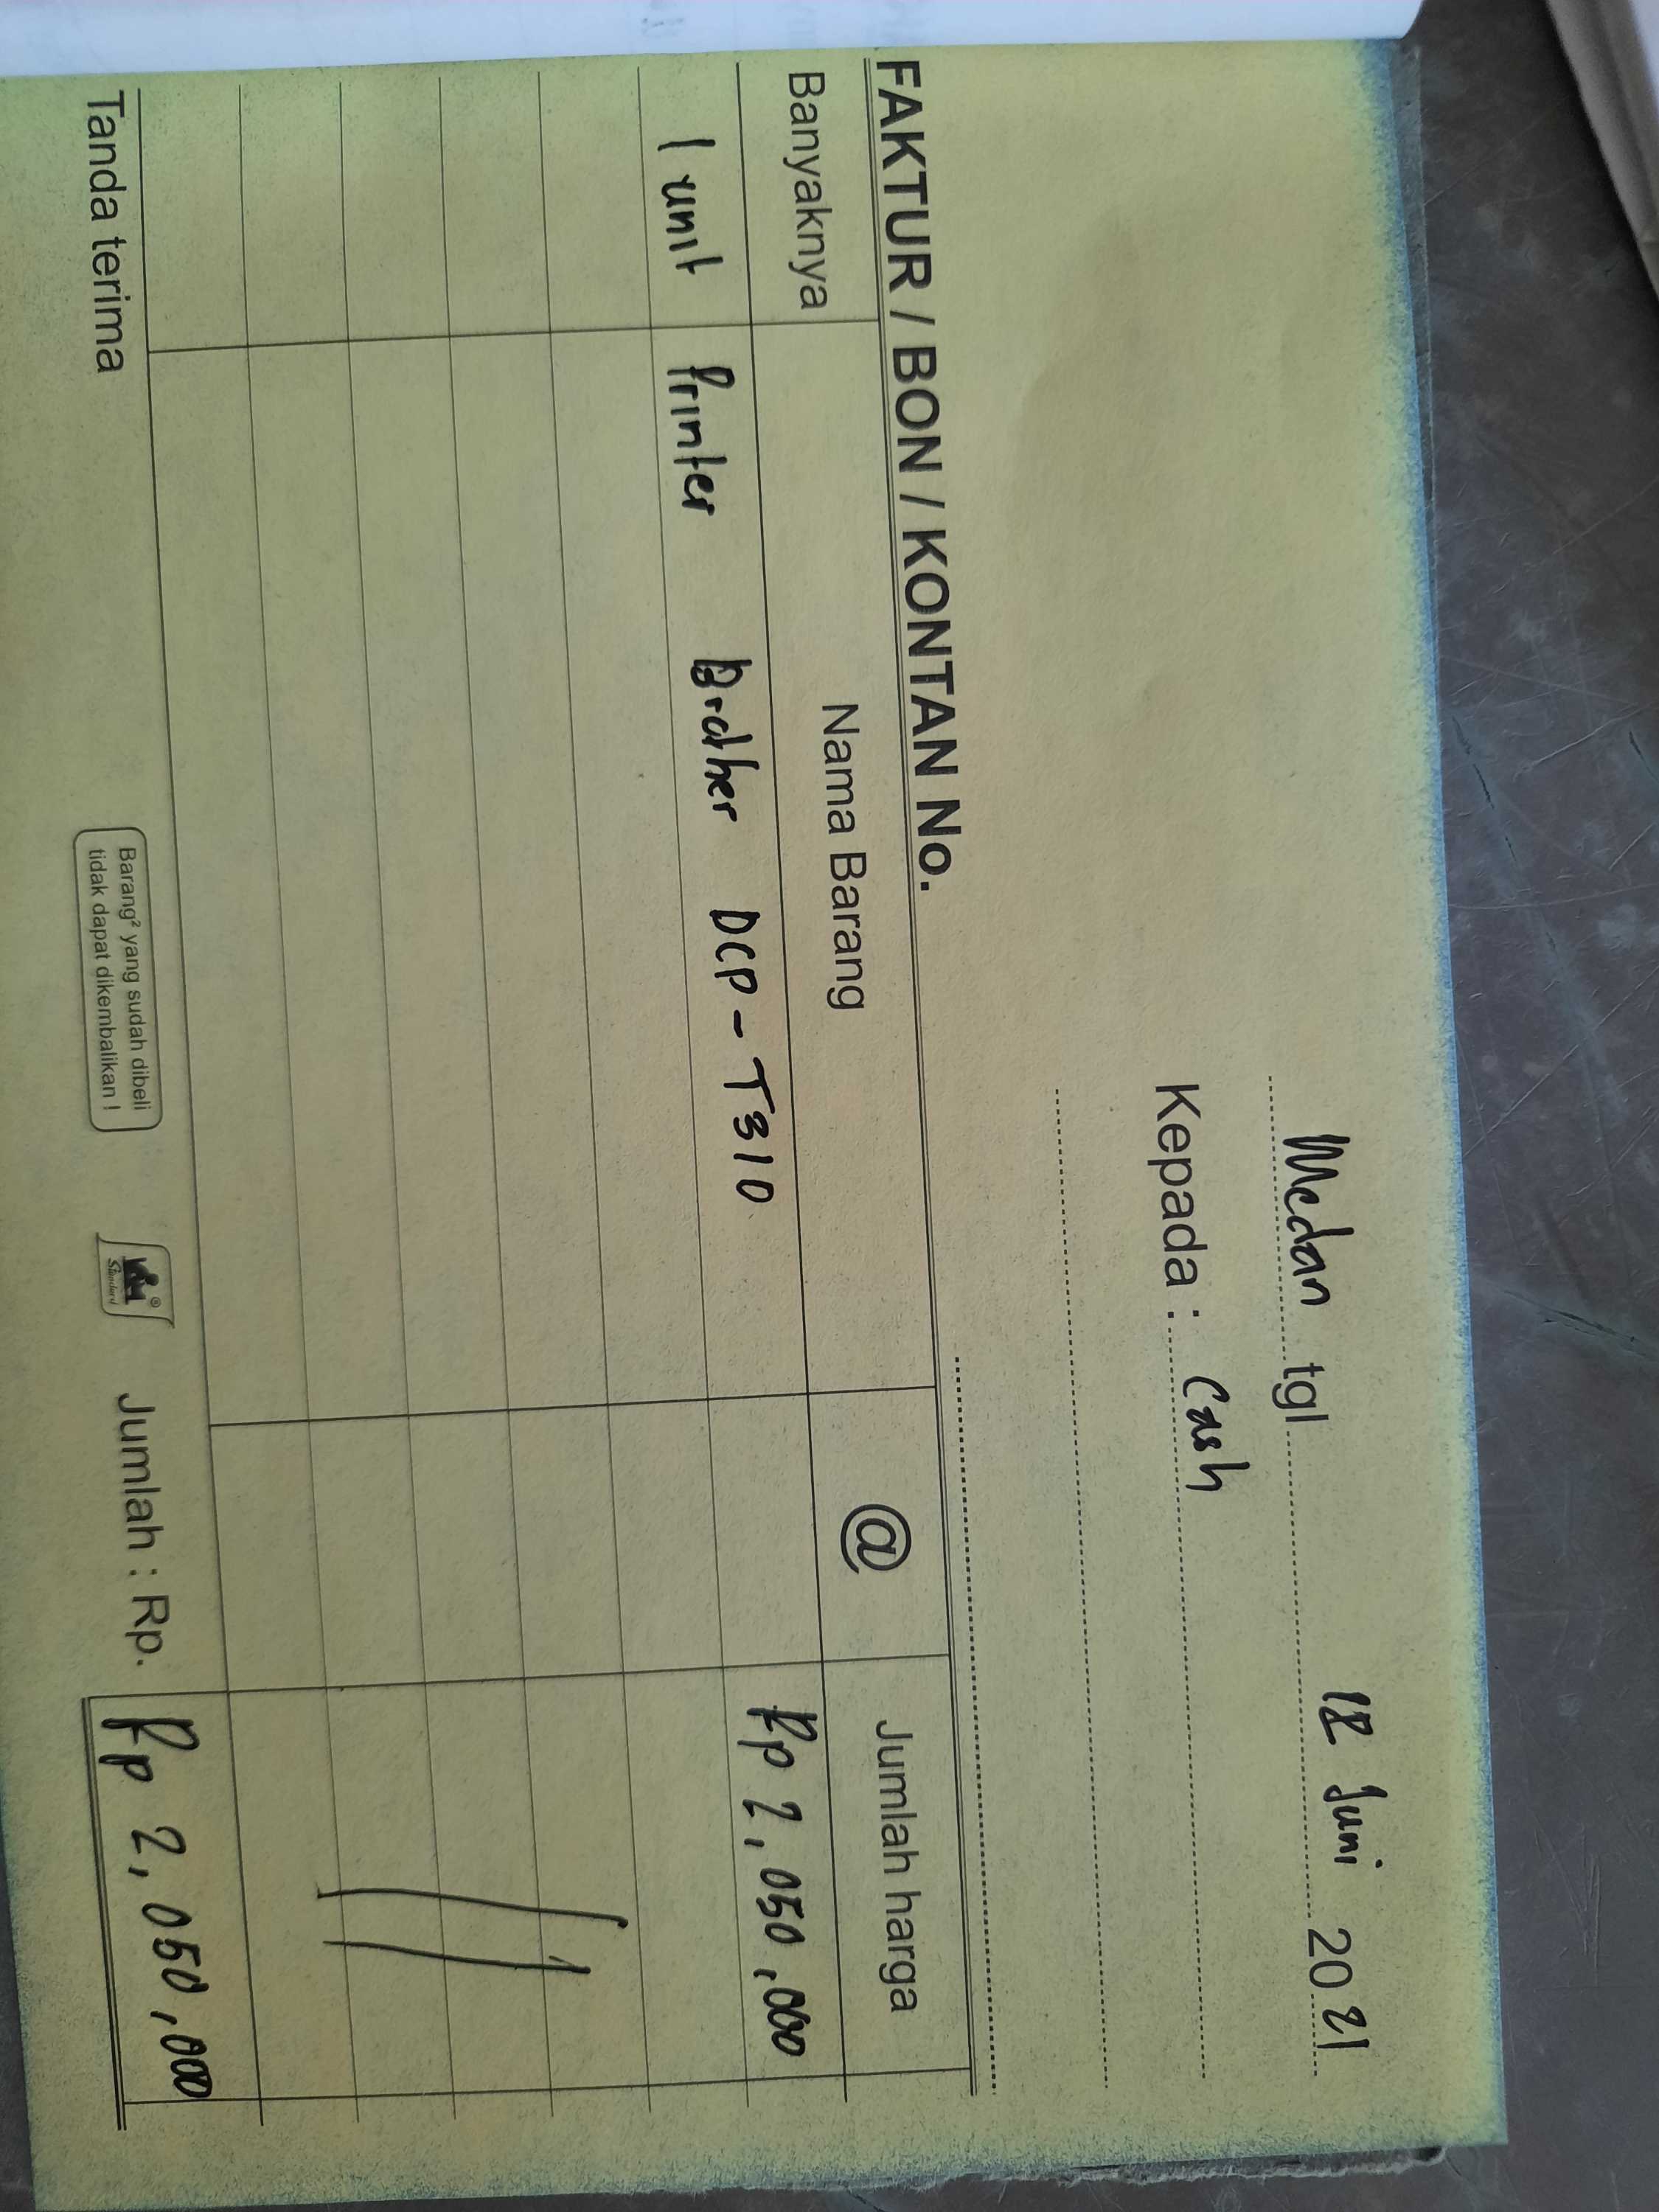 Medan tgl 12 Juni 2021
Kepada : Cash
FAKTUR / BON / KONTAN No.
Banyaknya Nama Barang @ Jumlah harga
1 unit Printer Brother DCP - T310 Rp 2,050,000
Tanda terima
Barang² yang sudah dibeli
tidak dapat dikembalikan !
Standard
Jumlah : Rp. Rp 2,050,000